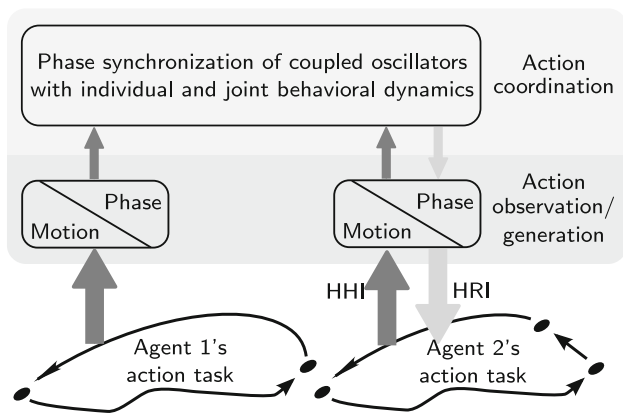 Phase synchronization of coupled oscillators
with individual and joint behavioral dynamics
Action
coordination
Phase
Motion
Phase
Motion
Action
observation/
generation
HHI
HRI
Agent 1's
action task
Agent 2's
action task